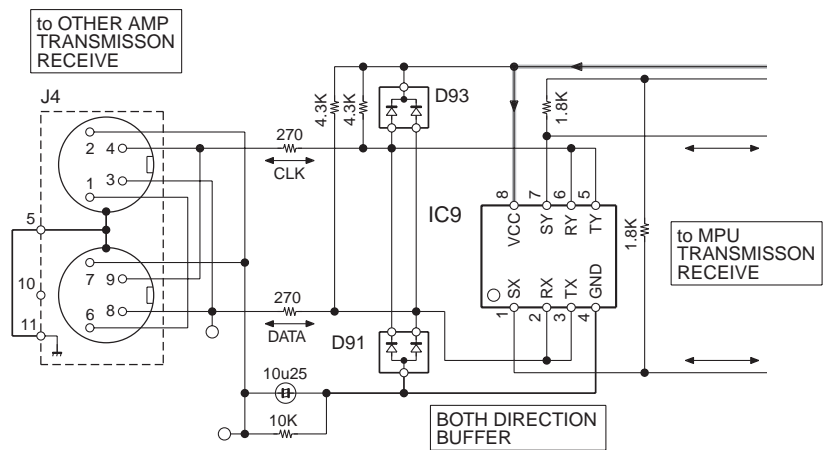 to OTHER AMP
TRANSMISSON
RECEIVE
J4
2
4
1
3
5
7
9
10
8
6
11
270
CLK
270
DATA
4.3K
4.3K
D93
D91
10u25
10K
1.8K
1.8K
IC9
8
7
6
5
VCC
SY
RY
TY
SX
RX
TX
GND
1
2
3
4
to MPU
TRANSMISSON
RECEIVE
BOTH DIRECTION
BUFFER